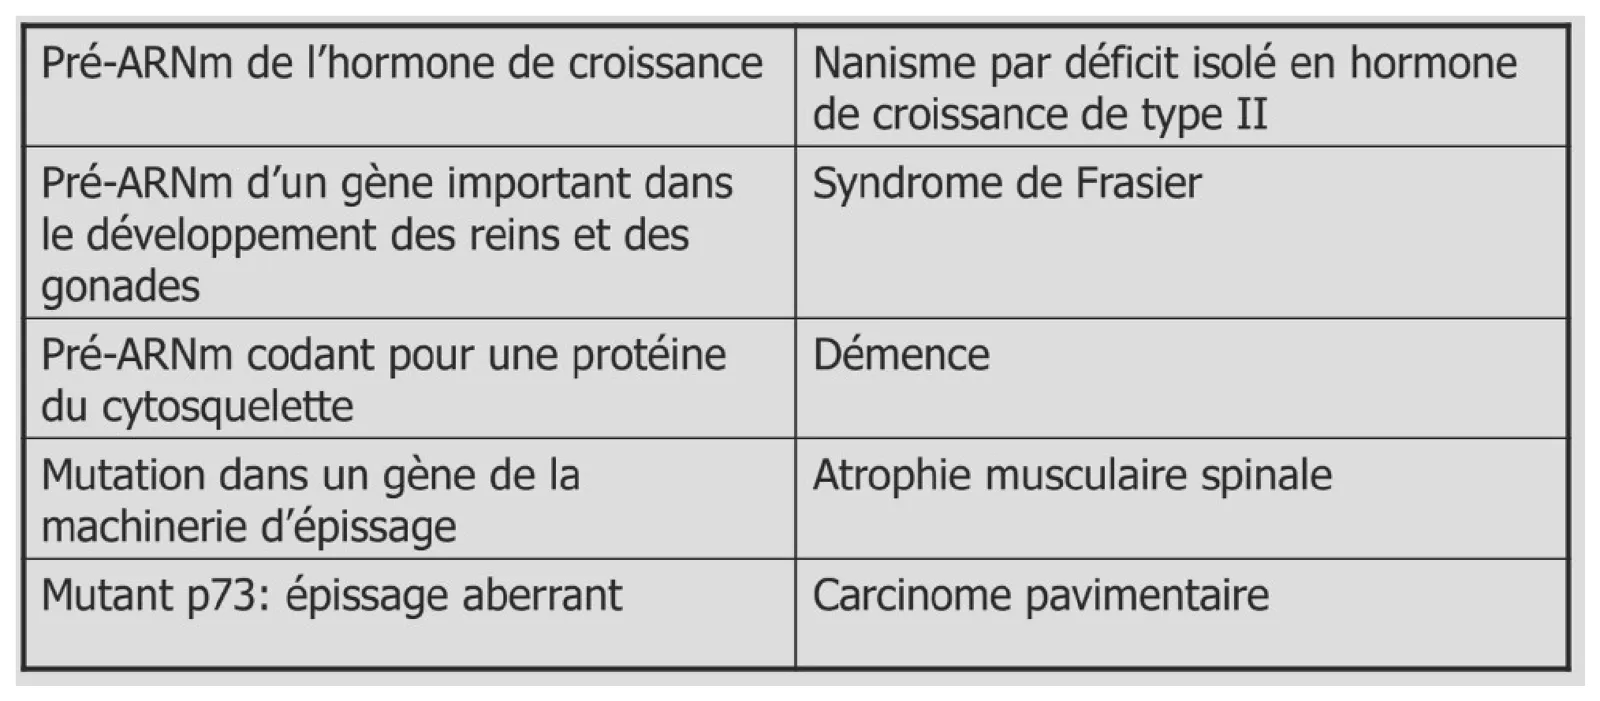 Pré-ARNm de l’hormone de croissance
Nanisme par déficit isolé en hormone
de croissance de type II
Pré-ARNm d’un gène important dans
le développement des reins et des
gonades
Syndrome de Frasier
Pré-ARNm codant pour une protéine
du cytosquelette
Démence
Mutation dans un gène de la
machinerie d’épissage
Atrophie musculaire spinale
Mutant p73: épissage aberrant
Carcinome pavimentaire